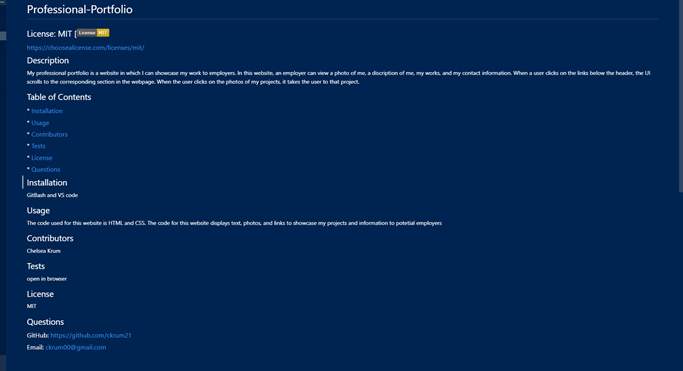 Professional-Portfolio
License: MIT [License MIT
https://choosealicense.com/licenses/mit/
Description
My professional portfolio is a website in which I can showcase my work to employers. In this website, an employer can view a photo of me, a discription of me, my works, and my contact information. When a user clicks on the links below the header, the UI
scrolls to the corresponding section in the webpage. When the user clicks on the photos of my projects, it takes the user to that project.
Table of Contents
* Installation
* Usage
* Contributors
* Tests
* License
* Questions
Installation
GitBash and VS code
Usage
The code used for this website is HTML and CSS. The code for this website displays text, photos, and links to showcase my projects and information to potetial employers
Contributors
Chelsea Krum
Tests
open in browser
License
MIT
Questions
GitHub: https://github.com/ckrum21
Email: ckrum00@gmail.com